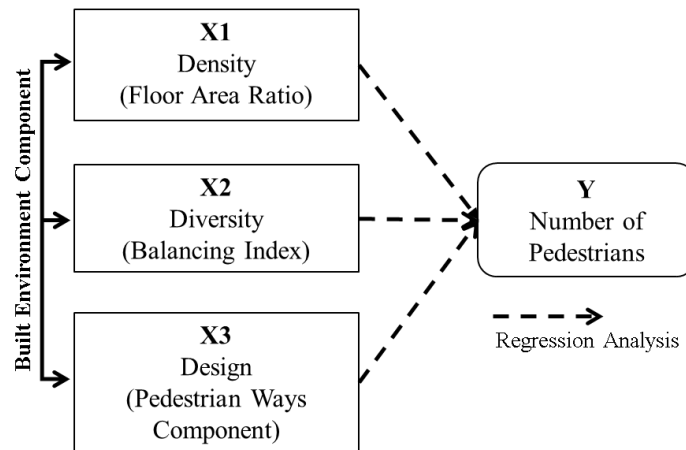 Built Environment Component
X1
Density
(Floor Area Ratio)
X2
Diversity
(Balancing Index)
X3
Design
(Pedestrian Ways
Component)
Y
Number of
Pedestrians
Regression Analysis